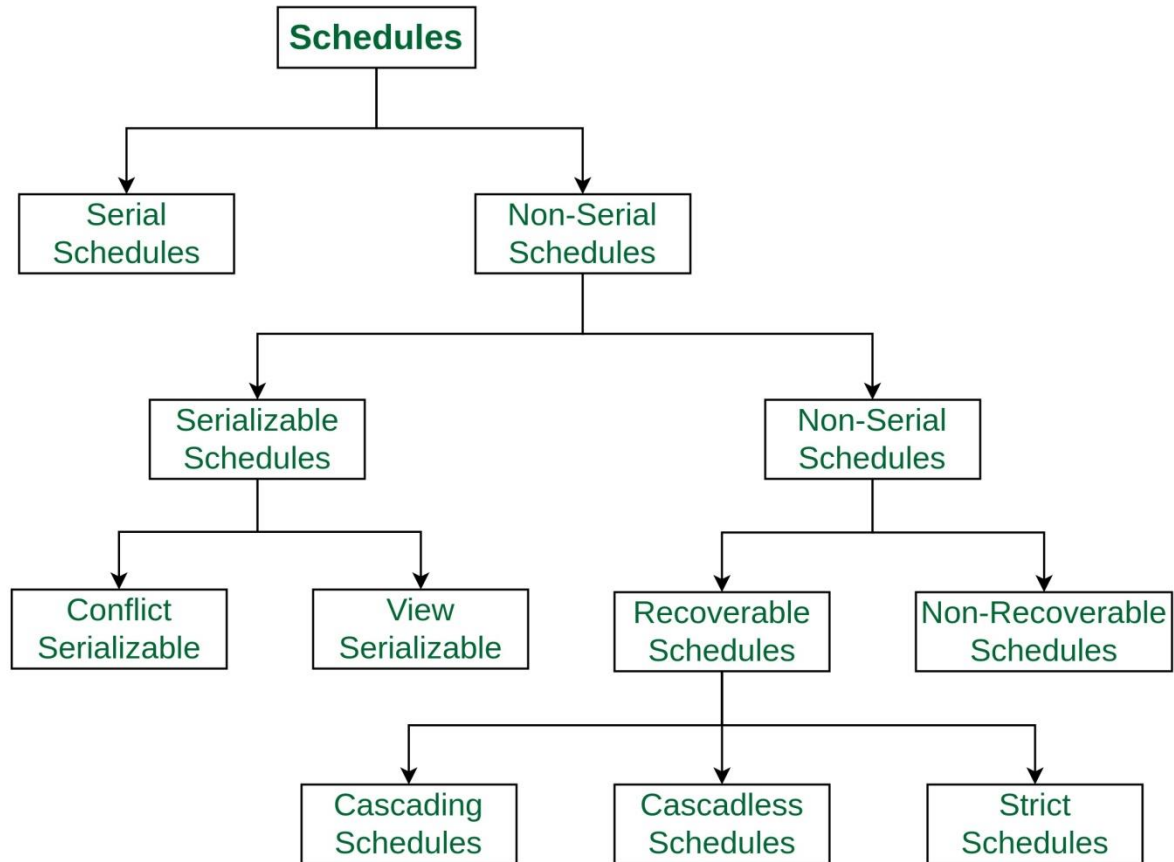 Schedules
Serial
Schedules
Non-Serial
Schedules
Serializable
Schedules
Non-Serial
Schedules
Conflict
Serializable
View
Serializable
Recoverable
Schedules
Non-Recoverable
Schedules
Cascading
Schedules
Cascadless
Schedules
Strict
Schedules